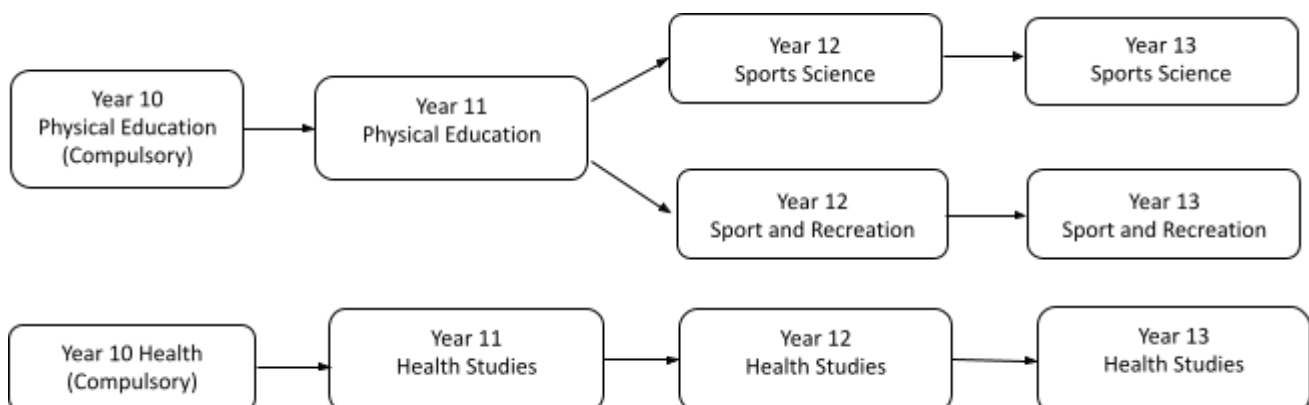 Year 10
Physical Education
(Compulsory)
Year 11
Physical Education
Year 12
Sports Science
Year 13
Sports Science
Year 12
Sport and Recreation
Year 13
Sport and Recreation
Year 10 Health
(Compulsory)
Year 11
Health Studies
Year 12
Health Studies
Year 13
Health Studies